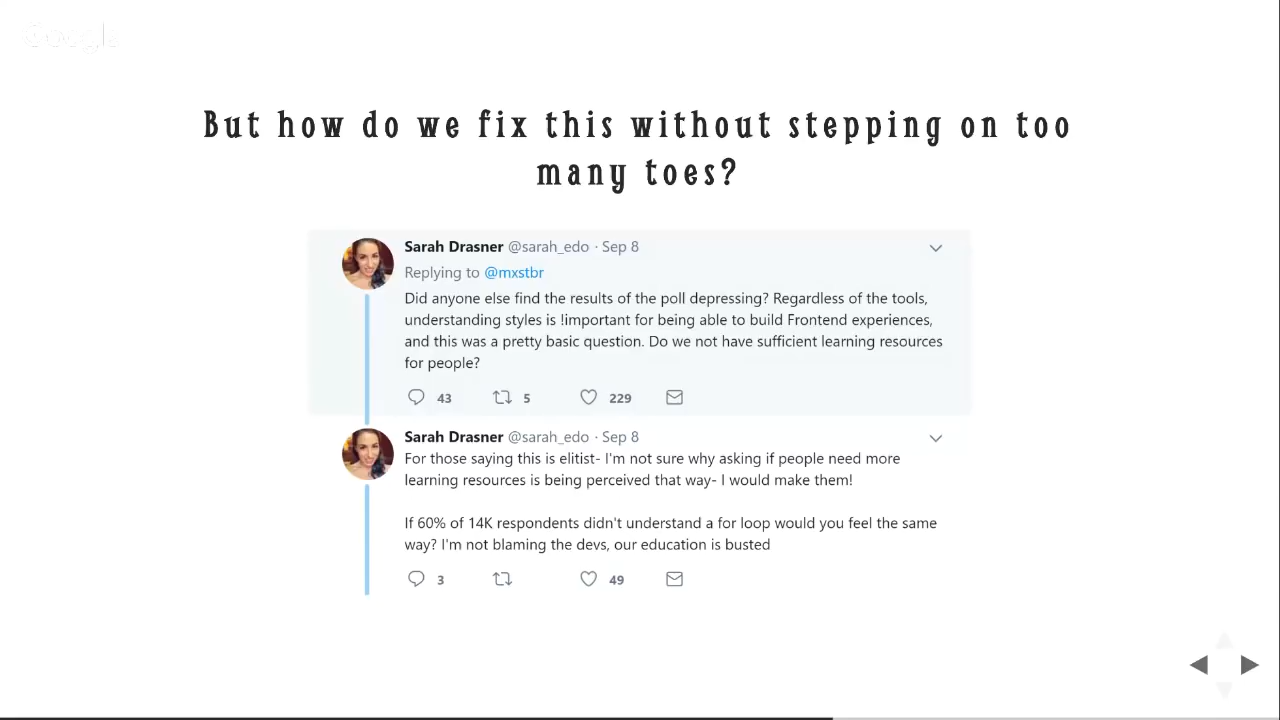 Google
But how do we fix this without stepping on too
many toes?
Sarah Drasner @sarah_edo · Sep 8
Replying to @mxstbr
Did anyone else find the results of the poll depressing? Regardless of the tools,
understanding styles is !important for being able to build Frontend experiences,
and this was a pretty basic question. Do we not have sufficient learning resources
for people?
43 5 229
Sarah Drasner @sarah_edo · Sep 8
For those saying this is elitist- I'm not sure why asking if people need more
learning resources is being perceived that way- I would make them!
If 60% of 14K respondents didn't understand a for loop would you feel the same
way? I'm not blaming the devs, our education is busted
3 49